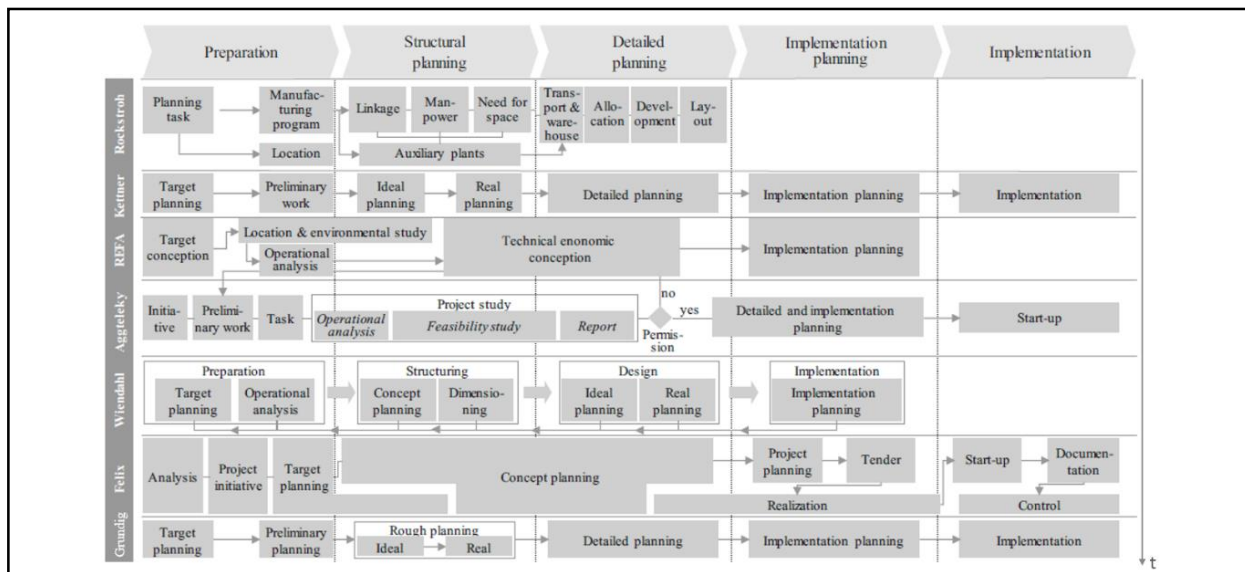 Preparation
Structural
planning
Detailed
planning
Implementation
planning
Implementation
Rockstroh
Planning
task
Manufac-
turing
program
Location
Linkage
Man-
power
Need for
space
Auxiliary plants
Trans-
port &
ware-
house
Allo-
cation
Devel-
opment
Lay-
out
Kettner
Target
planning
Preliminary
work
Ideal
planning
Real
planning
Detailed planning
Implementation planning
Implementation
REFA
Target
conception
Location & environmental study
Operational
analysis
Technical enonomic
conception
Implementation planning
Aggteleky
Initia-
tive
Prelimi-
nary work
Task
Project study
Operational
analysis
Feasibility study
Report
no
yes
Permis-
sion
Detailed and implementation
planning
Start-up
Wiendahl
Preparation
Target
planning
Operational
analysis
Structuring
Concept
planning
Dimensio-
ning
Design
Ideal
planning
Real
planning
Implementation
Implementation
planning
Felix
Analysis
Project
initiative
Target
planning
Concept planning
Project
planning
Tender
Realization
Start-up
Documen-
tation
Control
Grundig
Target
planning
Preliminary
planning
Rough planning
Ideal
Real
Detailed planning
Implementation planning
Implementation
t